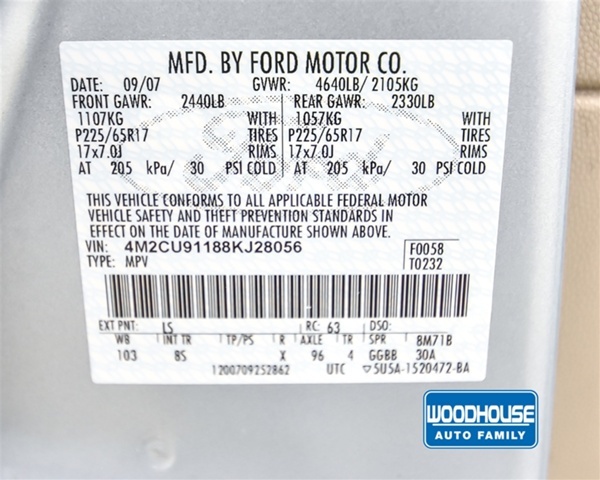 MFD. BY FORD MOTOR CO.
DATE: 09/07 GVWR: 4640LB/ 2105KG
FRONT GAWR: 2440LB REAR GAWR: 2330LB
1107KG WITH 1057KG WITH
P225/65R17 TIRES P225/65R17 TIRES
17x7.0J RIMS 17x7.0J RIMS
AT 205 kPa/ 30 PSI COLD AT 205 kPa/ 30 PSI COLD
THIS VEHICLE CONFORMS TO ALL APPLICABLE FEDERAL MOTOR
VEHICLE SAFETY AND THEFT PREVENTION STANDARDS IN
EFFECT ON THE DATE OF MANUFACTURE SHOWN ABOVE.
VIN: 4M2CU91188KJ28056 F0058
TYPE: MPV T0232
EXT PNT: LS RC: 63 DSO:
WB INT TR TP/PS R AXLE TR SPR 8M71B
103 8S X 96 4 GGBB 30A
1200709252862 UTC ▽5U5A-1520472-BA
Ford
WOODHOUSE
AUTO FAMILY